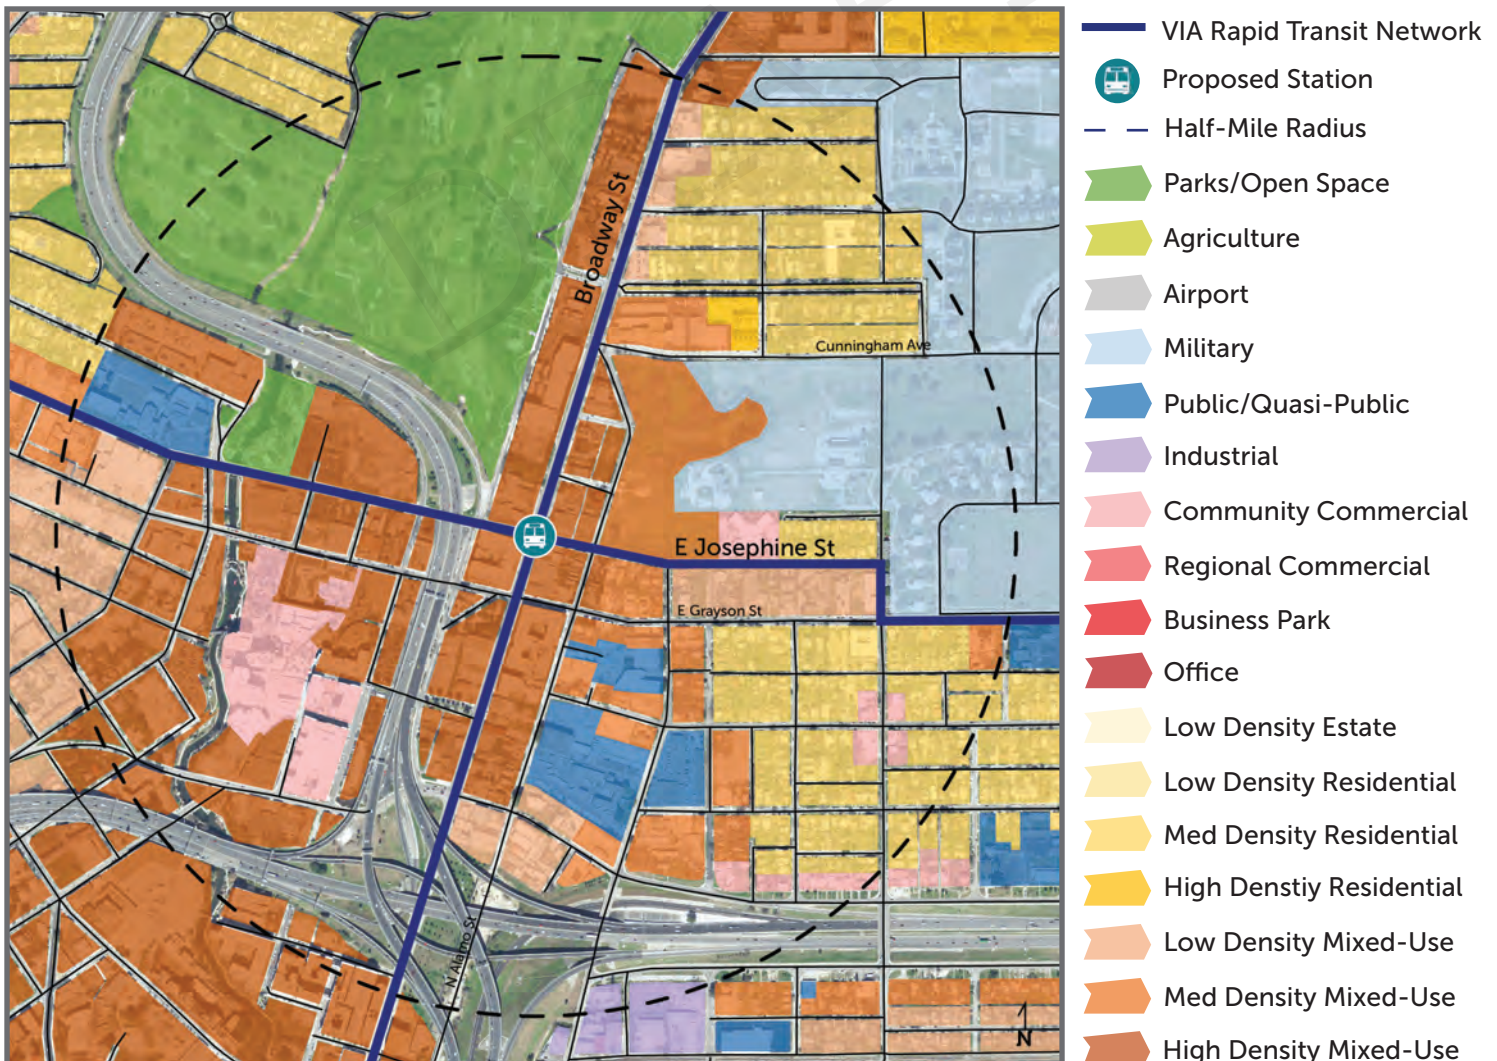 Broadway St
Cunningham Ave
E Josephine St
E Grayson St
N Alamo St
N
VIA Rapid Transit Network
Proposed Station
Half-Mile Radius
Parks/Open Space
Agriculture
Airport
Military
Public/Quasi-Public
Industrial
Community Commercial
Regional Commercial
Business Park
Office
Low Density Estate
Low Density Residential
Med Density Residential
High Denstiy Residential
Low Density Mixed-Use
Med Density Mixed-Use
High Density Mixed-Use